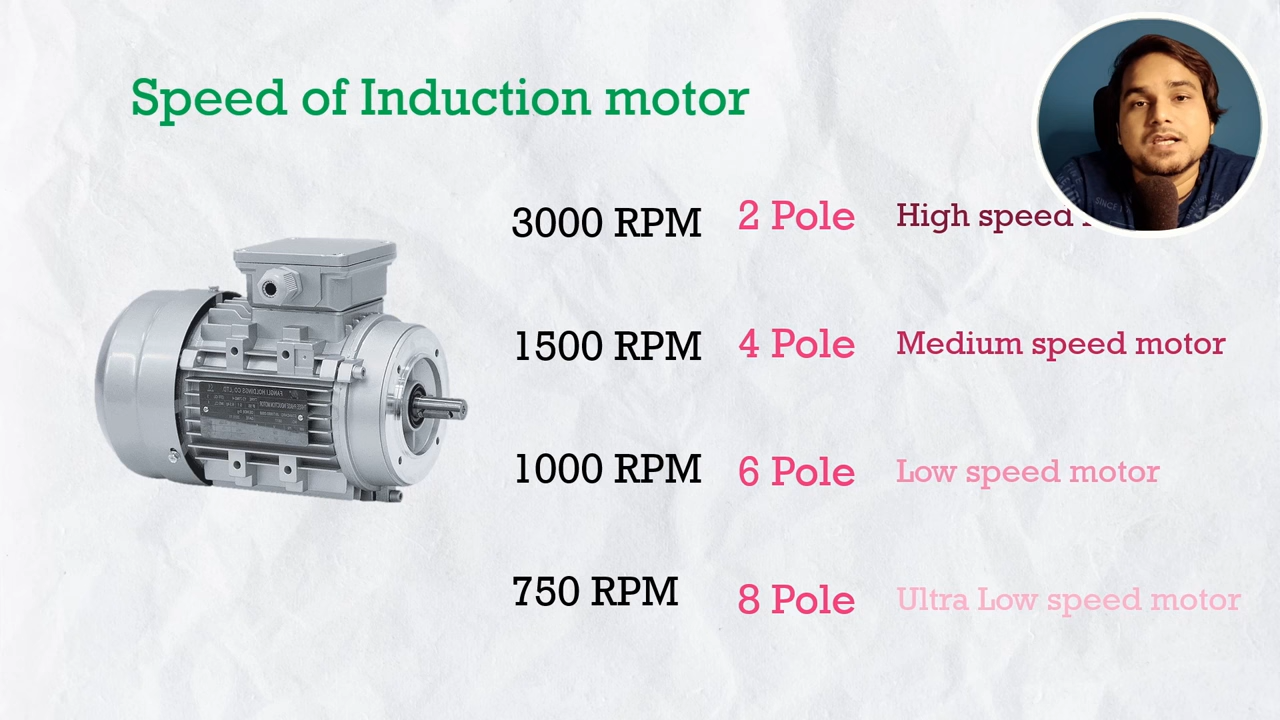 Speed of Induction motor
3000 RPM 2 Pole High speed
1500 RPM 4 Pole Medium speed motor
1000 RPM 6 Pole Low speed motor
750 RPM 8 Pole Ultra Low speed motor